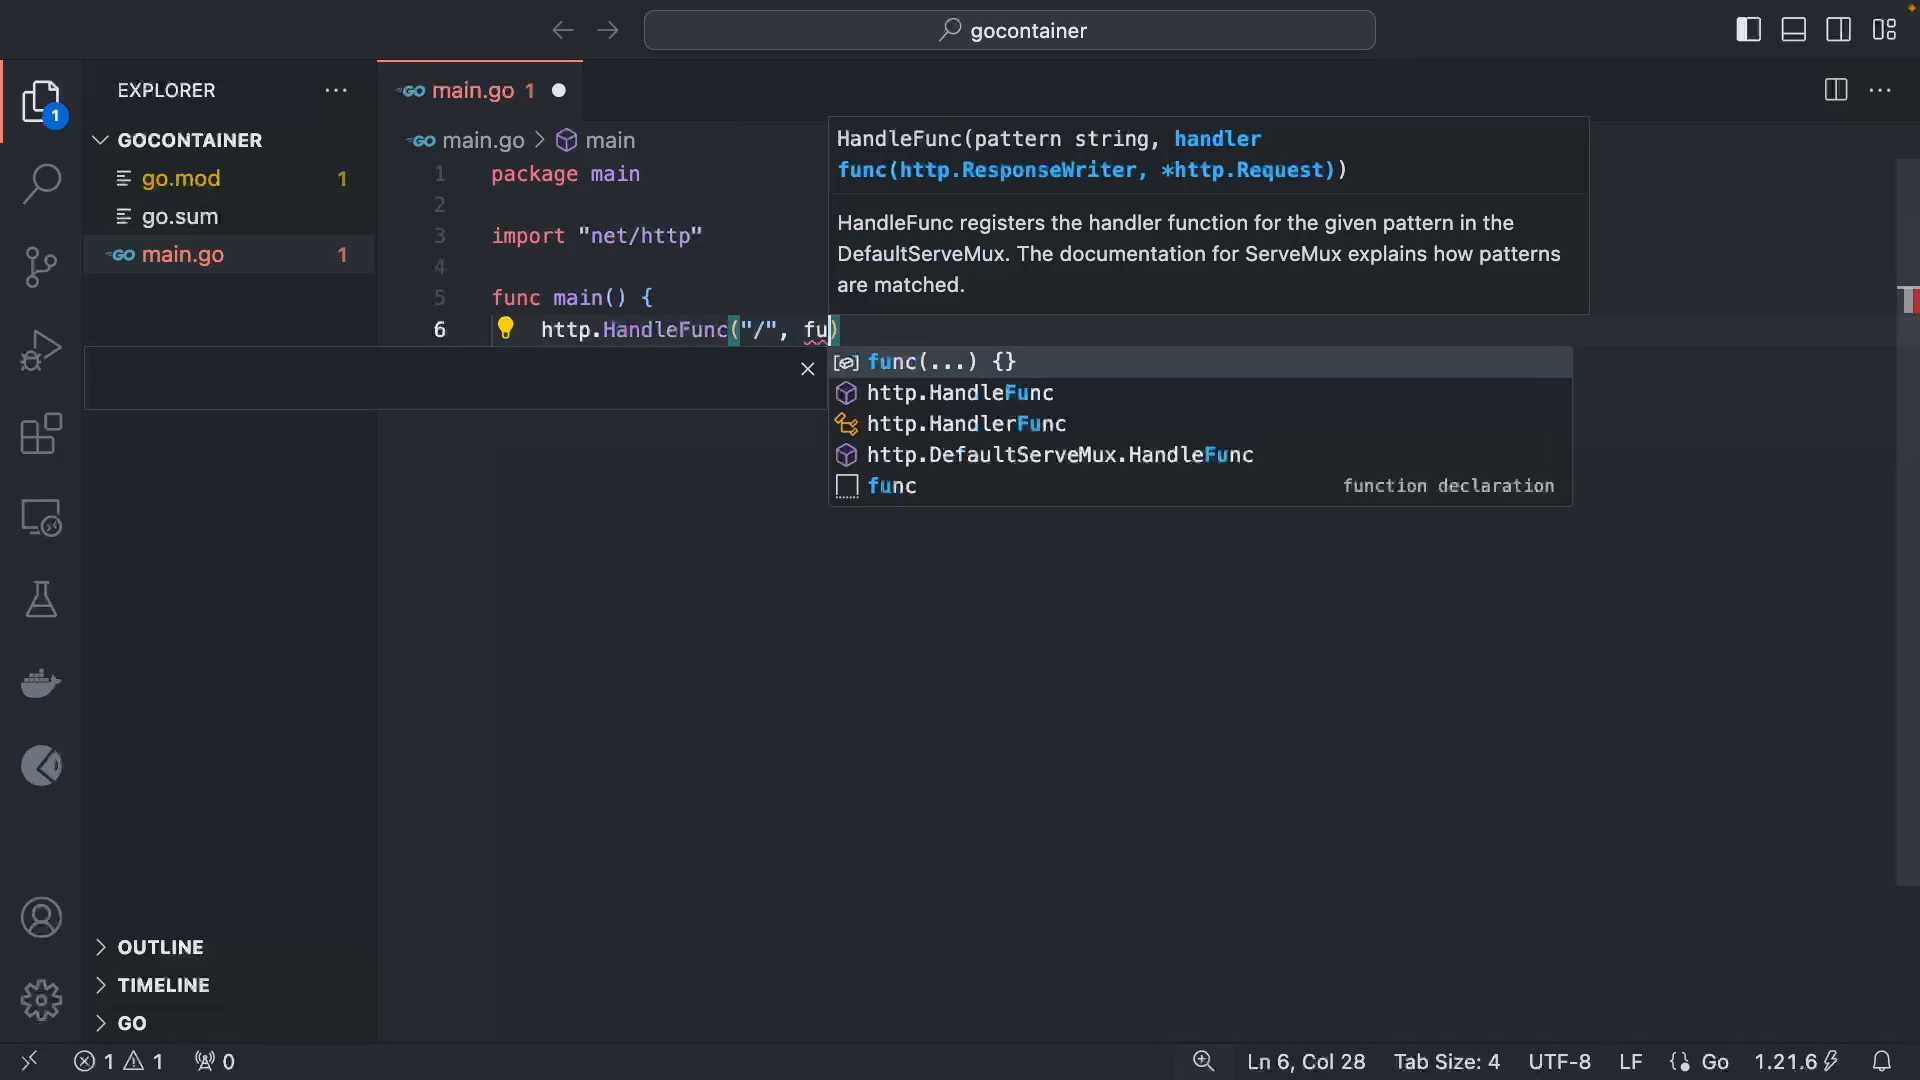 gocontainer
EXPLORER
1
GOCONTAINER
go.mod 1
go.sum
GO main.go 1
GO main.go 1
GO main.go > main
1 package main
2
3 import "net/http"
4
5 func main() {
6 http.HandleFunc("/", fu)
HandleFunc(pattern string, handler
func(http.ResponseWriter, *http.Request))
HandleFunc registers the handler function for the given pattern in the
DefaultServeMux. The documentation for ServeMux explains how patterns
are matched.
func(...) {}
http.HandleFunc
http.HandlerFunc
http.DefaultServeMux.HandleFunc
func function declaration
OUTLINE
TIMELINE
GO
1 1 0 Ln 6, Col 28 Tab Size: 4 UTF-8 LF Go 1.21.6